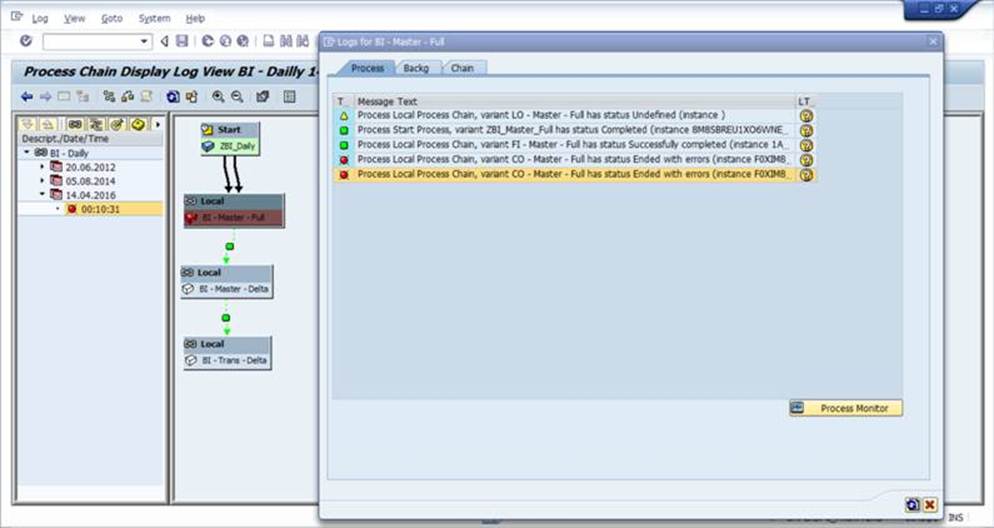 Log View Goto System Help
Process Chain Display Log View BI - Dailly 1
Descript./Date/Time
BI - Daily
20.06.2012
05.08.2014
14.04.2016
00:10:31
Start
ZBI_Daily
Local
BI - Master - Full
Local
BI - Master - Delta
Local
BI - Trans - Delta
Logs for BI - Master - Full
Process Backg Chain
T... Message Text LT...
Process Local Process Chain, variant LO - Master - Full has status Undefined (instance )
Process Start Process, variant ZBI_Master_Full has status Completed (instance 8M8SBREU1XO6WNE...
Process Local Process Chain, variant FI - Master - Full has status Successfully completed (instance 1A...
Process Local Process Chain, variant CO - Master - Full has status Ended with errors (instance F0XIM8...
Process Local Process Chain, variant CO - Master - Full has status Ended with errors (instance F0XIM8...
Process Monitor
INS